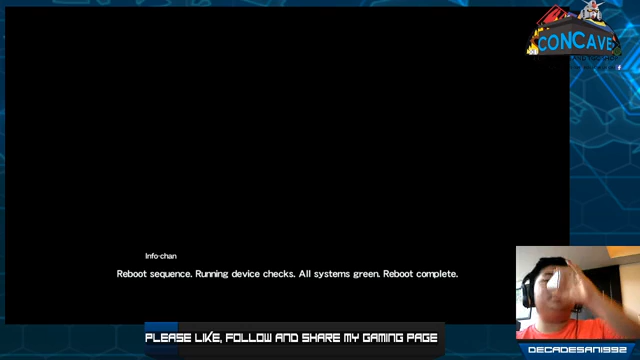 CONCAVE
Info-chan
Reboot sequence. Running device checks. All systems green. Reboot complete.
PLEASE LIKE, FOLLOW AND SHARE MY GAMING PAGE
DECADESAN1992